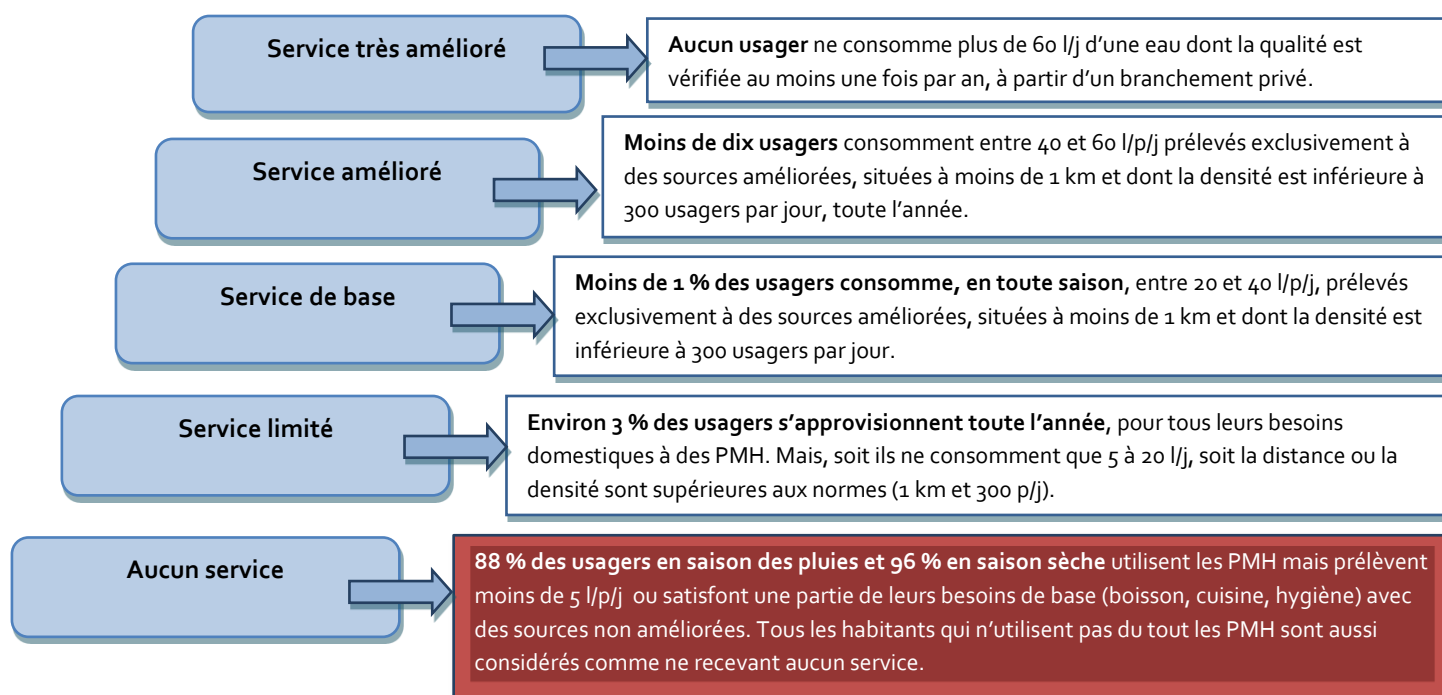 Service très amélioré
Aucun usager ne consomme plus de 60 l/j d’une eau dont la qualité est
vérifiée au moins une fois par an, à partir d’un branchement privé.
Service amélioré
Moins de dix usagers consomment entre 40 et 60 l/p/j prélevés exclusivement à
des sources améliorées, situées à moins de 1 km et dont la densité est inférieure à
300 usagers par jour, toute l’année.
Service de base
Moins de 1 % des usagers consomme, en toute saison, entre 20 et 40 l/p/j, prélevés
exclusivement à des sources améliorées, situées à moins de 1 km et dont la densité est
inférieure à 300 usagers par jour.
Service limité
Environ 3 % des usagers s’approvisionnent toute l’année, pour tous leurs besoins
domestiques à des PMH. Mais, soit ils ne consomment que 5 à 20 l/j, soit la distance ou la
densité sont supérieures aux normes (1 km et 300 p/j).
Aucun service
88 % des usagers en saison des pluies et 96 % en saison sèche utilisent les PMH mais prélèvent
moins de 5 l/p/j ou satisfont une partie de leurs besoins de base (boisson, cuisine, hygiène) avec
des sources non améliorées. Tous les habitants qui n’utilisent pas du tout les PMH sont aussi
considérés comme ne recevant aucun service.